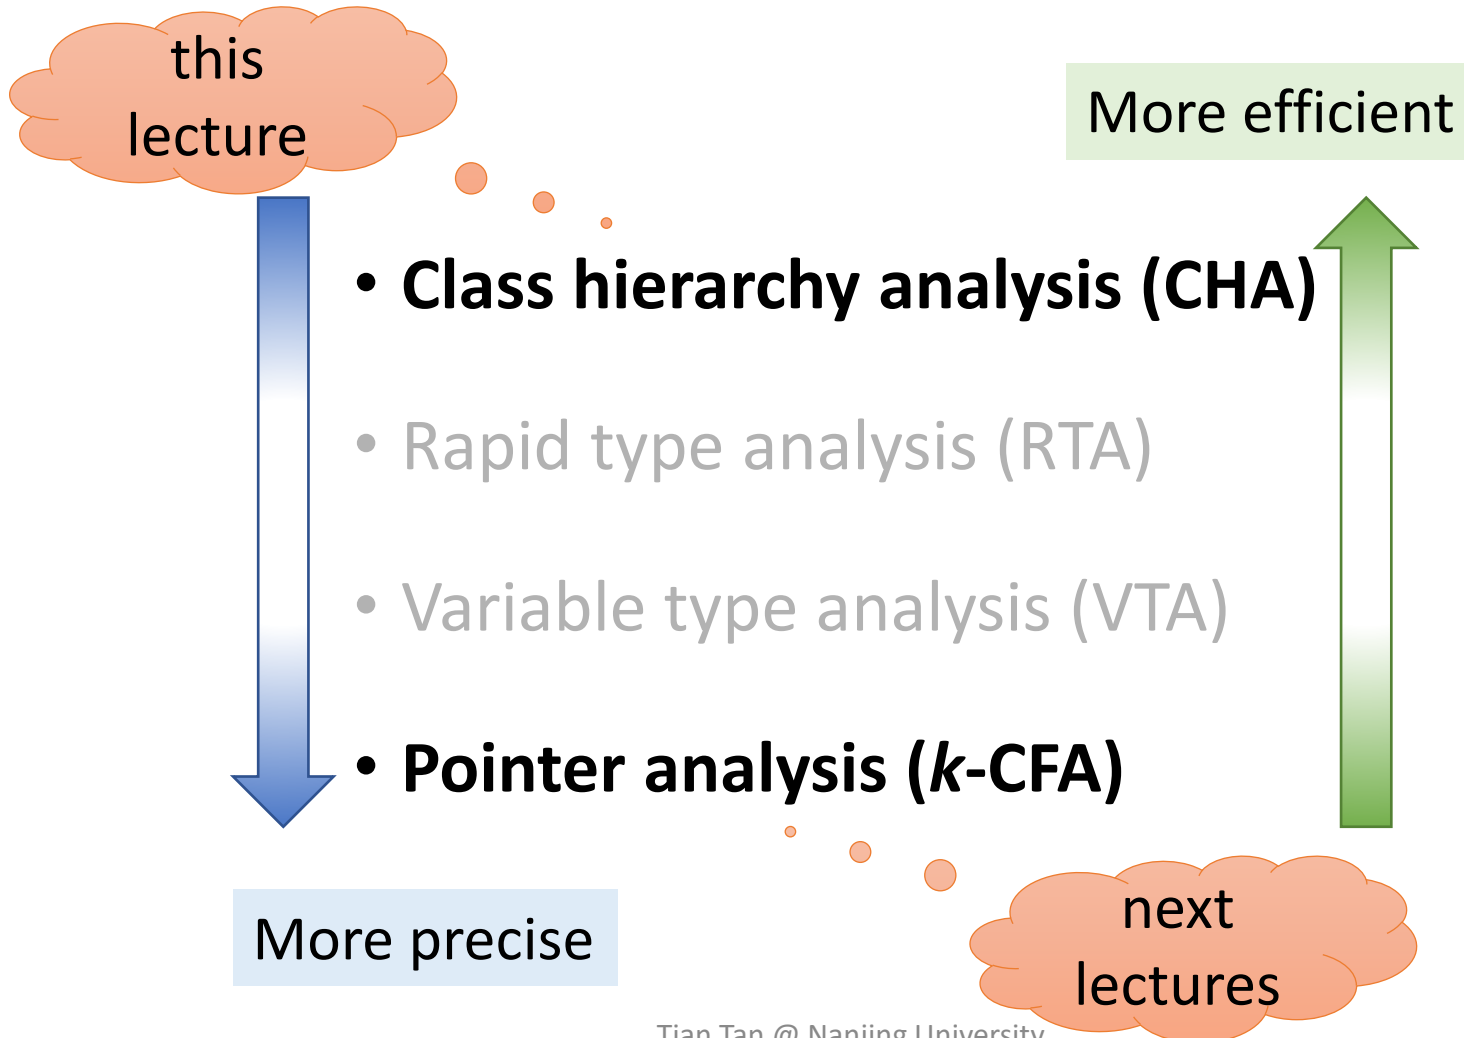 this
lecture
More efficient
• Class hierarchy analysis (CHA)
• Rapid type analysis (RTA)
• Variable type analysis (VTA)
• Pointer analysis (k-CFA)
More precise
next
lectures
Tian Tan @ Nanjing University